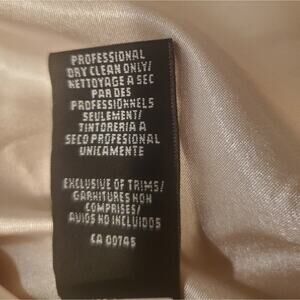 PROFESSIONAL
DRY CLEAN ONLY/
NETTOYAGE A SEC
PAR DES
PROFESSIONNELS
SEULEMENT/
TINTORERIA A
SECO PROFESIONAL
UNICAMENTE
EXCLUSIVE OF TRIMS/
GARNITURES NON
COMPRISES/
AVIOS NO INCLUIDOS
CA 00745